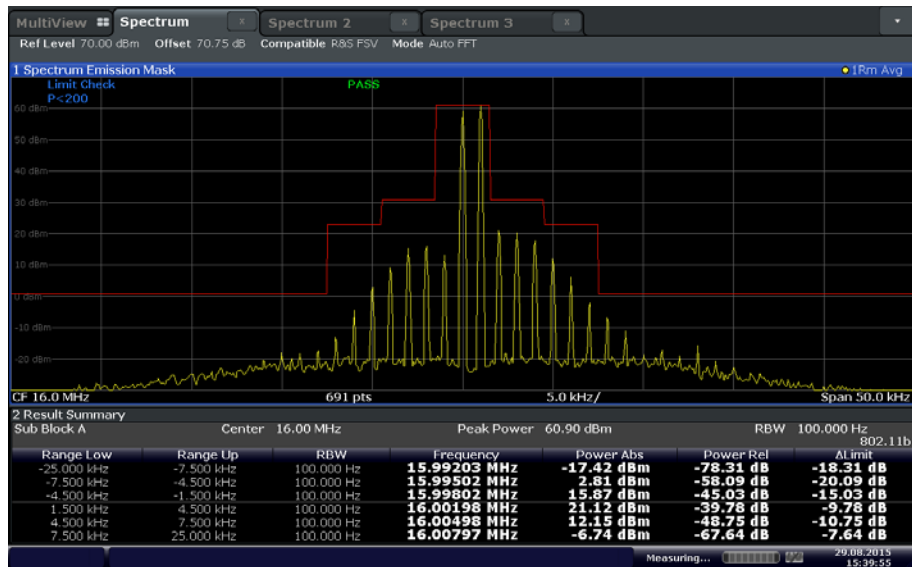 MultiView Spectrum x Spectrum 2 x Spectrum 3 x
Ref Level 70.00 dBm Offset 70.75 dB Compatible R&S FSV Mode Auto FFT
1 Spectrum Emission Mask 1Rm Avg
Limit Check PASS
P<200
60 dBm
50 dBm
40 dBm
30 dBm
20 dBm
10 dBm
0 dBm
-10 dBm
-20 dBm
CF 16.0 MHz 691 pts 5.0 kHz/ Span 50.0 kHz
2 Result Summary
Sub Block A Center 16.00 MHz Peak Power 60.90 dBm RBW 100.000 Hz
802.11b
Range Low Range Up RBW Frequency Power Abs Power Rel ΔLimit
-25.000 kHz -7.500 kHz 100.000 Hz 15.99203 MHz -17.42 dBm -78.31 dB -18.31 dB
-7.500 kHz -4.500 kHz 100.000 Hz 15.99502 MHz 2.81 dBm -58.09 dB -20.09 dB
-4.500 kHz -1.500 kHz 100.000 Hz 15.99802 MHz 15.87 dBm -45.03 dB -15.03 dB
1.500 kHz 4.500 kHz 100.000 Hz 16.00198 MHz 21.12 dBm -39.78 dB -9.78 dB
4.500 kHz 7.500 kHz 100.000 Hz 16.00498 MHz 12.15 dBm -48.75 dB -10.75 dB
7.500 kHz 25.000 kHz 100.000 Hz 16.00797 MHz -6.74 dBm -67.64 dB -7.64 dB
Measuring... 29.08.2015
15:39:55